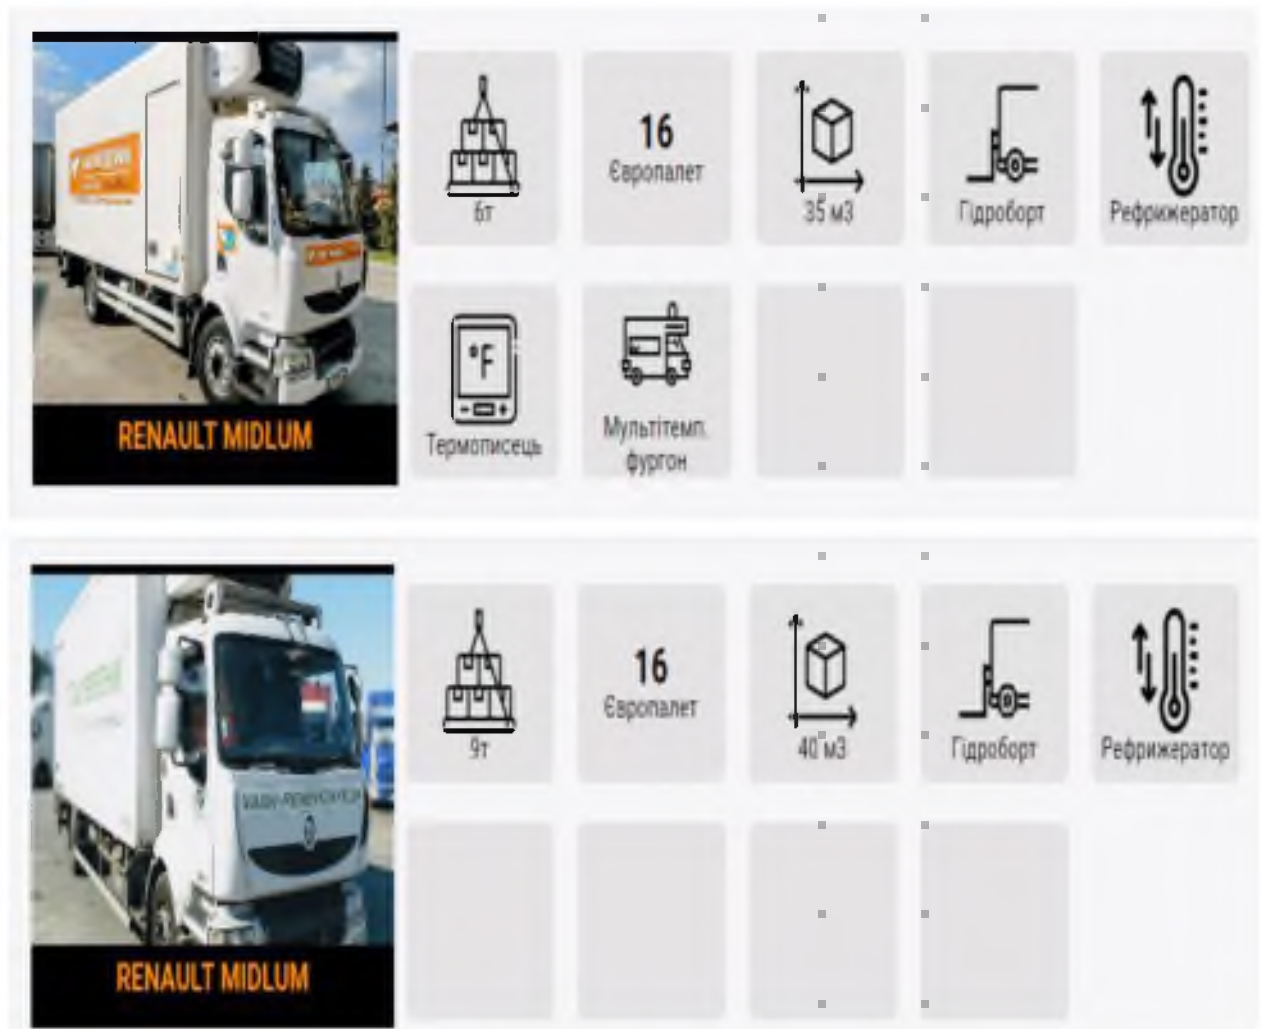 16
Європалет
6т
35 м3
Гідроборт
Рефрижератор
°F
Термописець
Мультітемп.
фургон
RENAULT MIDLUM
16
Європалет
9т
40 м3
Гідроборт
Рефрижератор
RENAULT MIDLUM